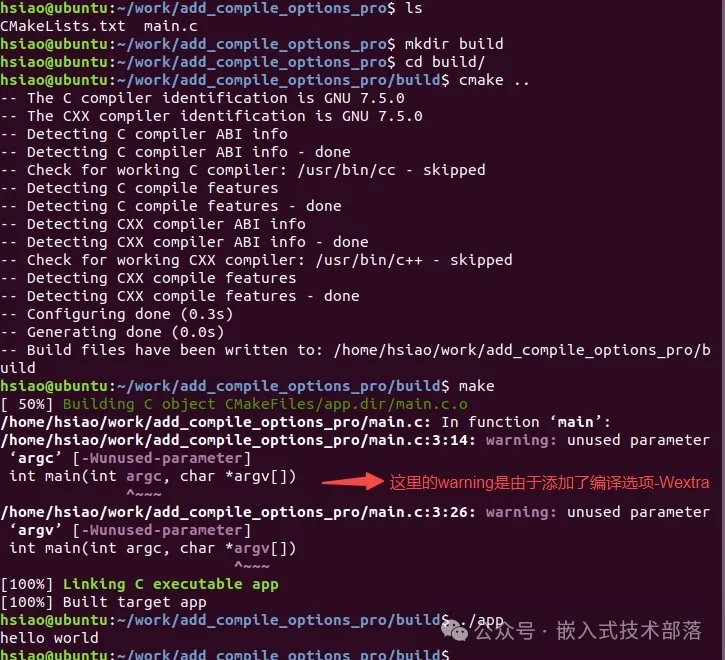 hsiao@ubuntu:~/work/add_compile_options_pro$ ls
CMakeLists.txt  main.c
hsiao@ubuntu:~/work/add_compile_options_pro$ mkdir build
hsiao@ubuntu:~/work/add_compile_options_pro$ cd build/
hsiao@ubuntu:~/work/add_compile_options_pro/build$ cmake ..
-- The C compiler identification is GNU 7.5.0
-- The CXX compiler identification is GNU 7.5.0
-- Detecting C compiler ABI info
-- Detecting C compiler ABI info - done
-- Check for working C compiler: /usr/bin/cc - skipped
-- Detecting C compile features
-- Detecting C compile features - done
-- Detecting CXX compiler ABI info
-- Detecting CXX compiler ABI info - done
-- Check for working CXX compiler: /usr/bin/c++ - skipped
-- Detecting CXX compile features
-- Detecting CXX compile features - done
-- Configuring done (0.3s)
-- Generating done (0.0s)
-- Build files have been written to: /home/hsiao/work/add_compile_options_pro/b
uild
hsiao@ubuntu:~/work/add_compile_options_pro/build$ make
[ 50%] Building C object CMakeFiles/app.dir/main.c.o
/home/hsiao/work/add_compile_options_pro/main.c: In function ‘main’:
/home/hsiao/work/add_compile_options_pro/main.c:3:14: warning: unused parameter
‘argc’ [-Wunused-parameter]
int main(int argc, char *argv[])
这里的warning是由于添加了编译选项-Wextra
^~~~
/home/hsiao/work/add_compile_options_pro/main.c:3:26: warning: unused parameter
‘argv’ [-Wunused-parameter]
int main(int argc, char *argv[])
^~~~
[100%] Linking C executable app
[100%] Built target app
hsiao@ubuntu:~/work/add_compile_options_pro/build$ ./app
公众号 · 嵌入式技术部落
hello world
hsiao@ubuntu:~/work/add_compile_options_pro/build$